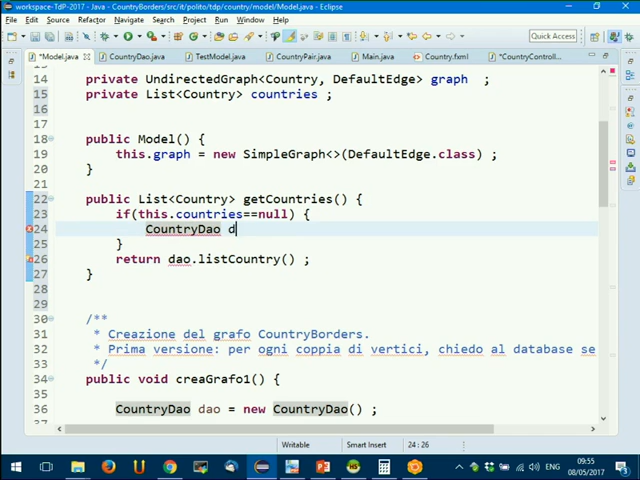 workspace-TdP-2017 - Java - CountryBorders/src/it/polito/tdp/country/model/Model.java - Eclipse
File Edit Source Refactor Navigate Search Project Run Window Help
Quick Access
*Model.java CountryDao.java TestModel.java CountryPair.java Main.java Country.fxml *CountryControll...
14 private UndirectedGraph<Country, DefaultEdge> graph ;
15 private List<Country> countries ;
16
17
18 public Model() {
19 this.graph = new SimpleGraph<>(DefaultEdge.class) ;
20 }
21
22 public List<Country> getCountries() {
23 if(this.countries==null) {
24 CountryDao d
25 }
26 return dao.listCountry() ;
27 }
28
29
30 /**
31 * Creazione del grafo CountryBorders.
32 * Prima versione: per ogni coppia di vertici, chiedo al database se
33 */
34 public void creaGrafo1() {
35
36 CountryDao dao = new CountryDao() ;
Writable Smart Insert 24 : 26
ENG 09:55 08/05/2017